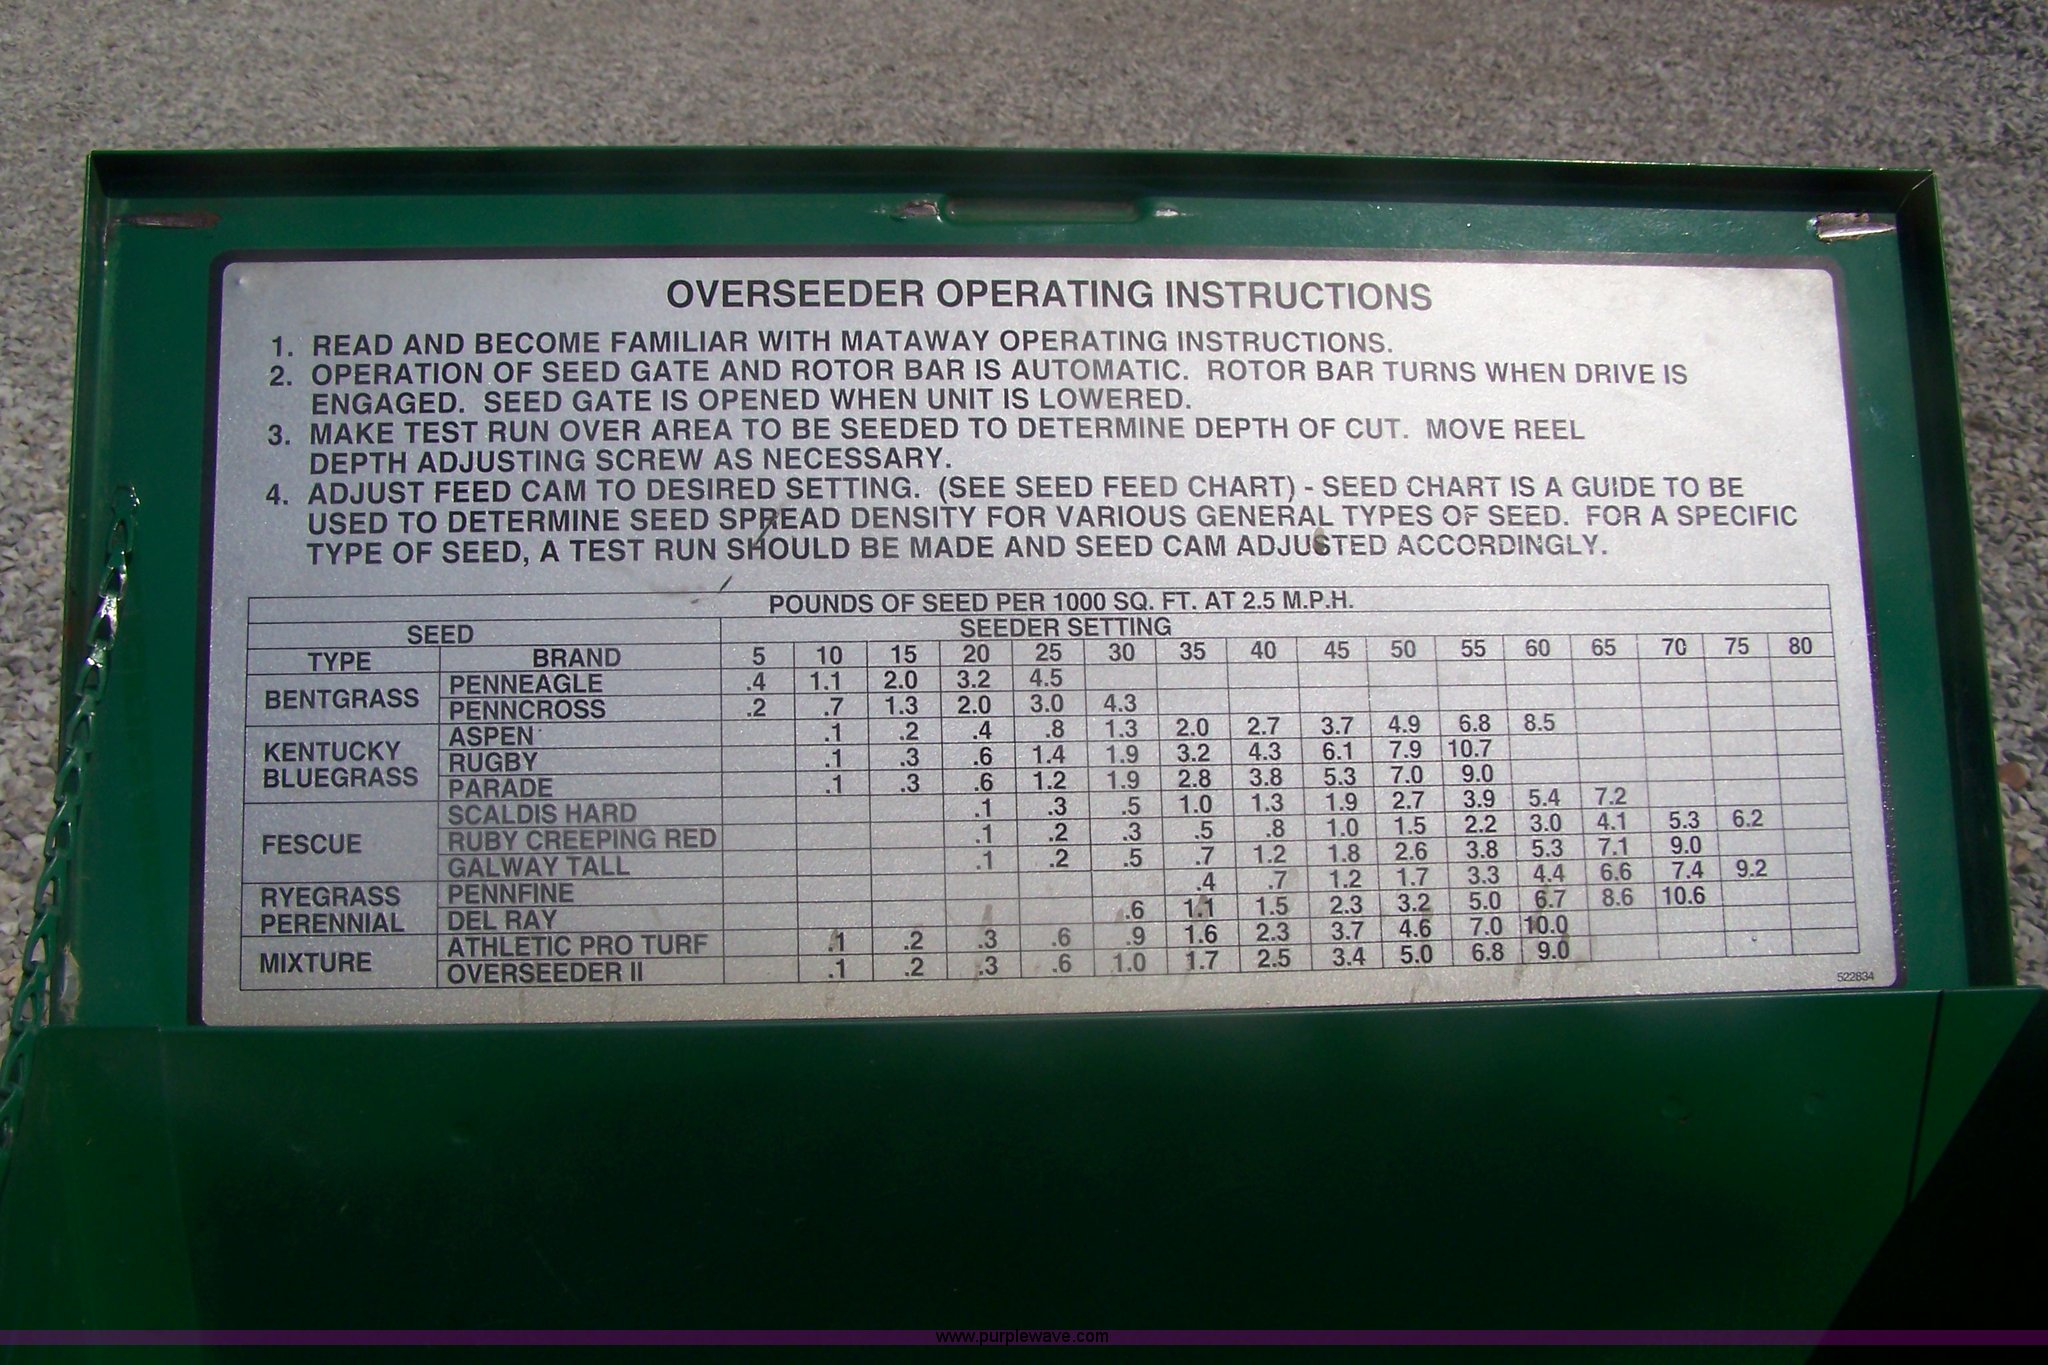 OVERSEEDER OPERATING INSTRUCTIONS
1. READ AND BECOME FAMILIAR WITH MATAWAY OPERATING INSTRUCTIONS.
2. OPERATION OF SEED GATE AND ROTOR BAR IS AUTOMATIC. ROTOR BAR TURNS WHEN DRIVE IS
ENGAGED. SEED GATE IS OPENED WHEN UNIT IS LOWERED.
3. MAKE TEST RUN OVER AREA TO BE SEEDED TO DETERMINE DEPTH OF CUT. MOVE REEL
DEPTH ADJUSTING SCREW AS NECESSARY.
4. ADJUST FEED CAM TO DESIRED SETTING. (SEE SEED FEED CHART) - SEED CHART IS A GUIDE TO BE
USED TO DETERMINE SEED SPREAD DENSITY FOR VARIOUS GENERAL TYPES OF SEED. FOR A SPECIFIC
TYPE OF SEED, A TEST RUN SHOULD BE MADE AND SEED CAM ADJUSTED ACCORDINGLY.
POUNDS OF SEED PER 1000 SQ. FT. AT 2.5 M.P.H.
SEED SEEDER SETTING
TYPE BRAND 5 10 15 20 25 30 35 40 45 50 55 60 65 70 75 80
BENTGRASS PENNEAGLE .4 1.1 2.0 3.2 4.5
PENNCROSS .2 .7 1.3 2.0 3.0 4.3
KENTUCKY BLUEGRASS ASPEN .1 .2 .4 .8 1.3 2.0 2.7 3.7 4.9 6.8 8.5
RUGBY .1 .3 .6 1.4 1.9 3.2 4.3 6.1 7.9 10.7
PARADE .1 .3 .6 1.2 1.9 2.8 3.8 5.3 7.0 9.0
FESCUE SCALDIS HARD .1 .3 .5 1.0 1.3 1.9 2.7 3.9 5.4 7.2
RUBY CREEPING RED .1 .2 .3 .5 .8 1.0 1.5 2.2 3.0 4.1 5.3 6.2
GALWAY TALL .1 .2 .5 .7 1.2 1.8 2.6 3.8 5.3 7.1 9.0
RYEGRASS PERENNIAL PENNFINE .4 .7 1.2 1.7 3.3 4.4 6.6 7.4 9.2
DEL RAY .6 1.1 1.5 2.3 3.2 5.0 6.7 8.6 10.6
MIXTURE ATHLETIC PRO TURF .1 .2 .3 .6 .9 1.6 2.3 3.7 4.6 7.0 10.0
OVERSEEDER II .1 .2 .3 .6 1.0 1.7 2.5 3.4 5.0 6.8 9.0
522834
www.purplewave.com